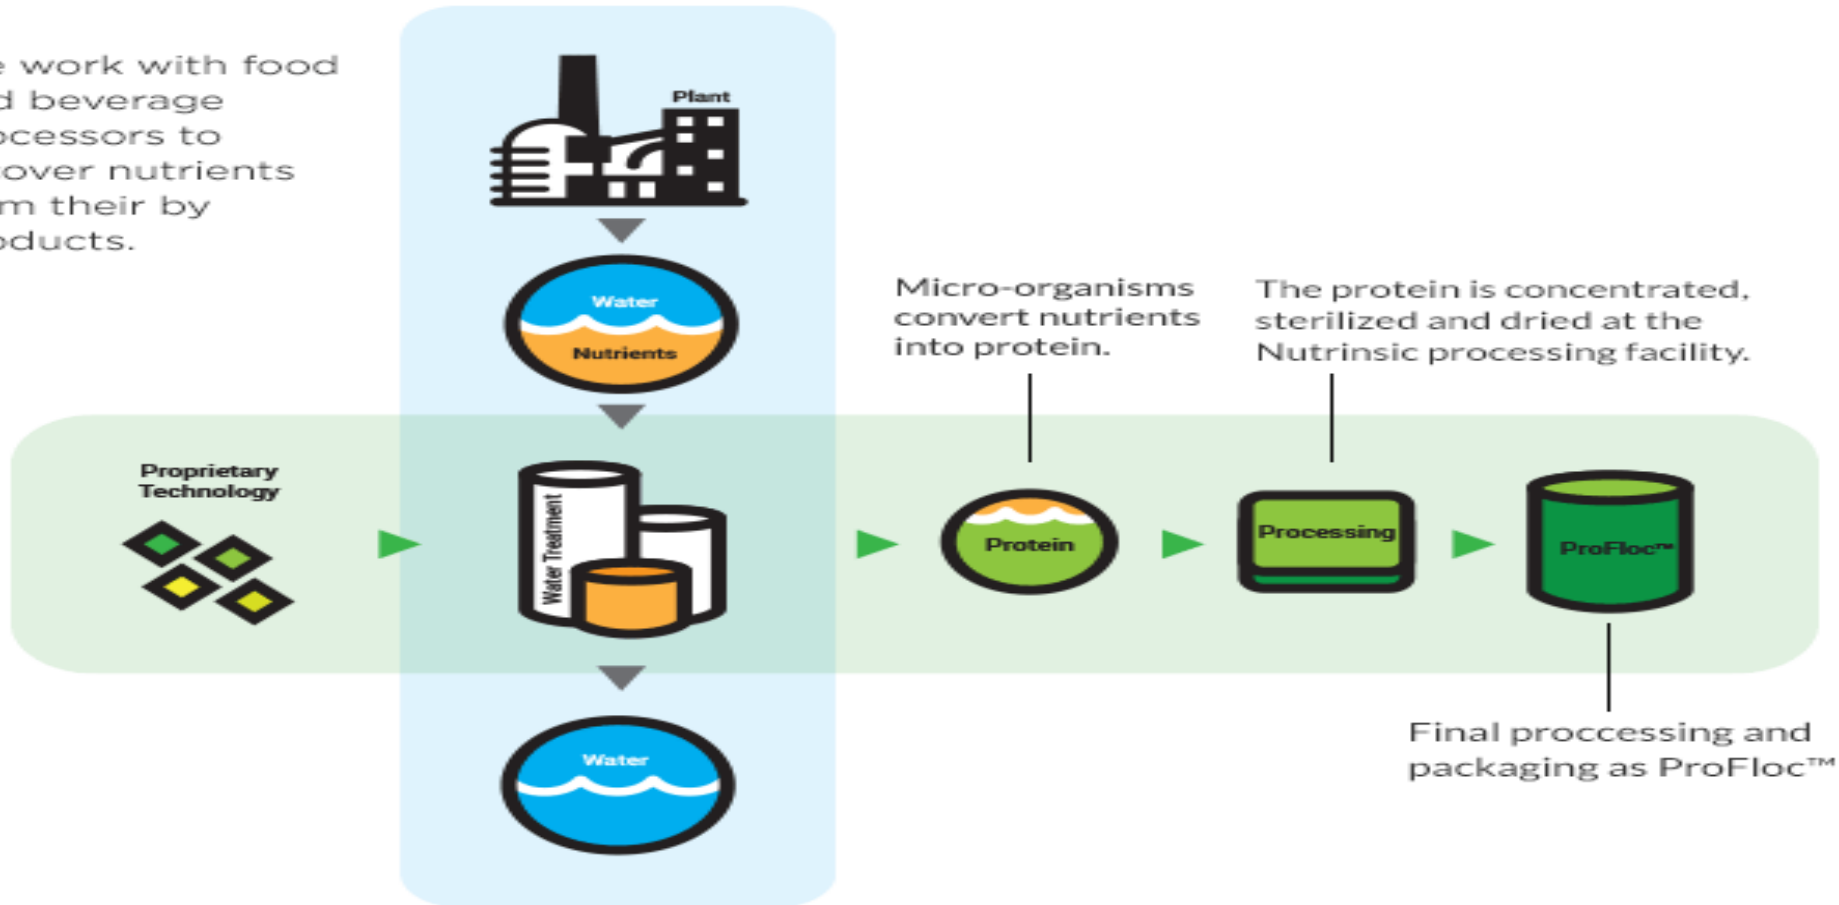 e work with food
d beverage
ocessors to
cover nutrients
m their by
oducts.
Plant
Water
Nutrients
Micro-organisms
convert nutrients
into protein.
The protein is concentrated,
sterilized and dried at the
Nutrinsic processing facility.
Proprietary
Technology
Water Treatment
Protein
Processing
ProFloc™
Water
Final proccessing and
packaging as ProFloc™